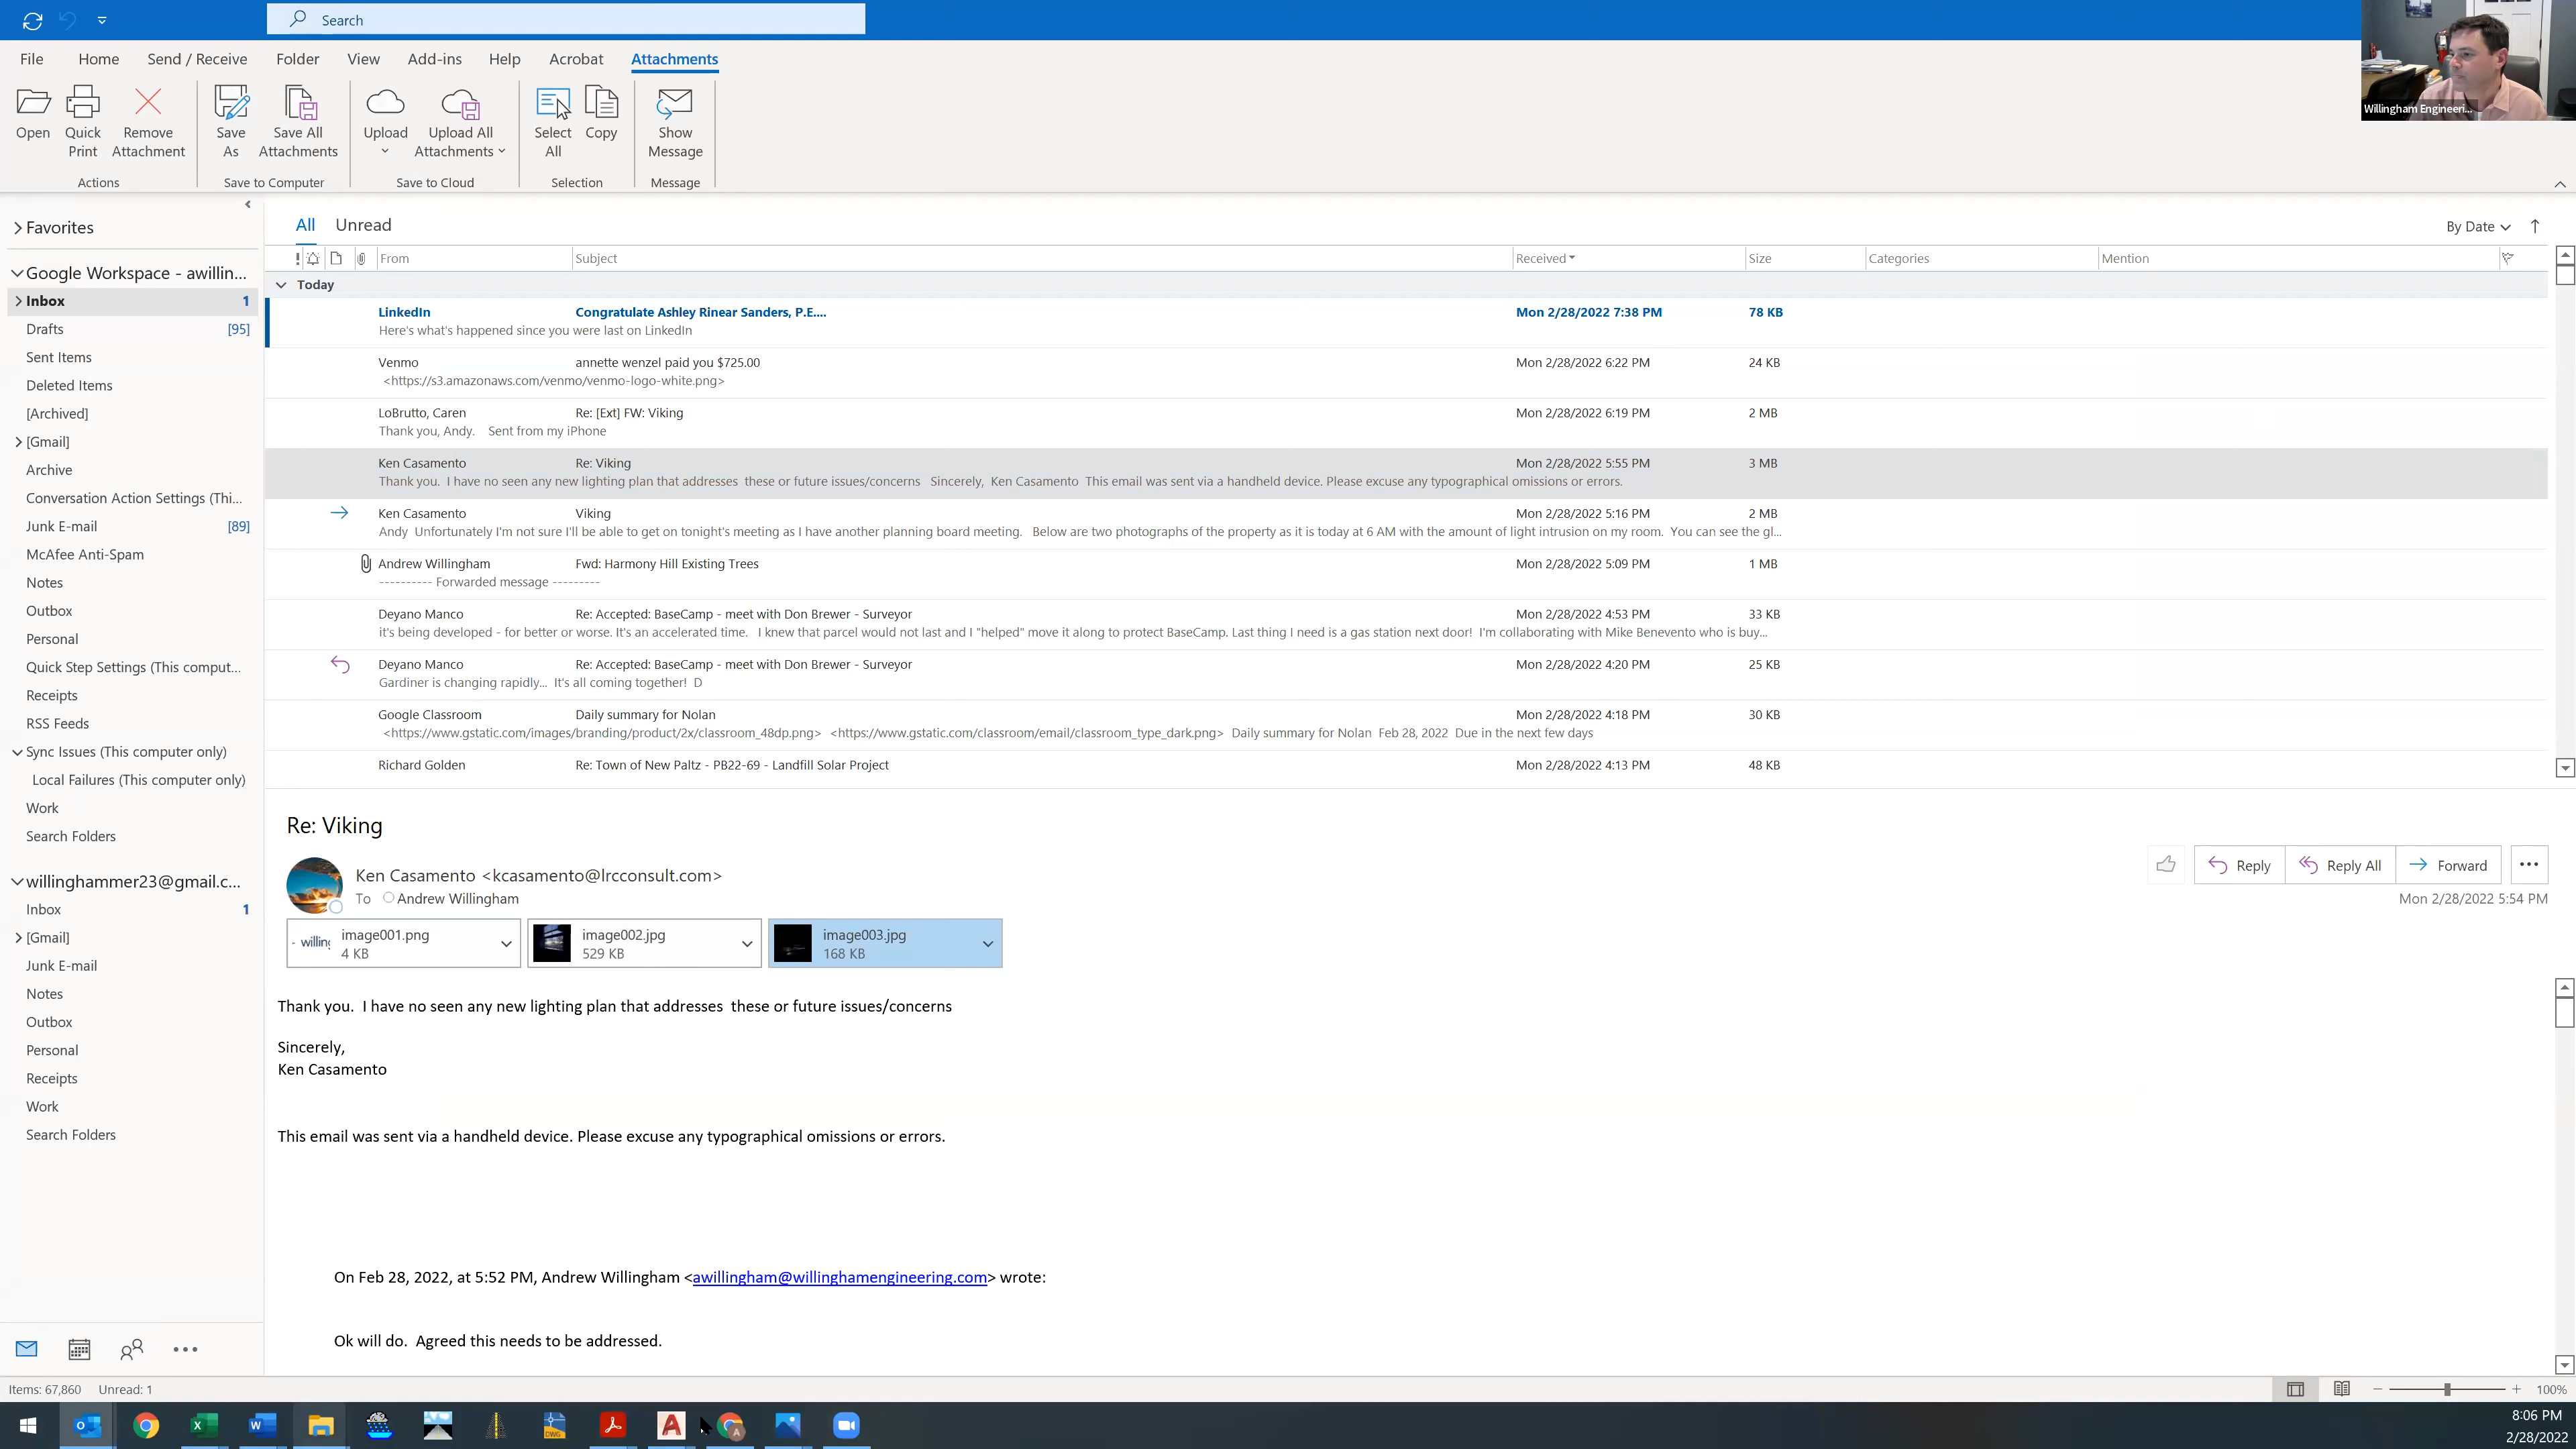 Search
File Home Send / Receive Folder View Add-ins Help Acrobat Attachments
Open Quick Print Remove Attachment Save As Save All Attachments Upload Upload All Attachments Select All Copy Show Message
Actions Save to Computer Save to Cloud Selection Message
Willingham Engineeri...
Favorites
Google Workspace - awillin...
Inbox 1
Drafts [95]
Sent Items
Deleted Items
[Archived]
[Gmail]
Archive
Conversation Action Settings (Thi...
Junk E-mail [89]
McAfee Anti-Spam
Notes
Outbox
Personal
Quick Step Settings (This comput...
Receipts
RSS Feeds
Sync Issues (This computer only)
Local Failures (This computer only)
Work
Search Folders
willinghammer23@gmail.c...
Inbox 1
[Gmail]
Junk E-mail
Notes
Outbox
Personal
Receipts
Work
Search Folders
All Unread By Date
From Subject Received Size Categories Mention
Today
LinkedIn Congratulate Ashley Rinear Sanders, P.E.... Mon 2/28/2022 7:38 PM 78 KB
Here's what's happened since you were last on LinkedIn
Venmo annette wenzel paid you $725.00 Mon 2/28/2022 6:22 PM 24 KB
<https://s3.amazonaws.com/venmo/venmo-logo-white.png>
LoBrutto, Caren Re: [Ext] FW: Viking Mon 2/28/2022 6:19 PM 2 MB
Thank you, Andy. Sent from my iPhone
Ken Casamento Re: Viking Mon 2/28/2022 5:55 PM 3 MB
Thank you. I have no seen any new lighting plan that addresses these or future issues/concerns Sincerely, Ken Casamento This email was sent via a handheld device. Please excuse any typographical omissions or errors.
Ken Casamento Viking Mon 2/28/2022 5:16 PM 2 MB
Andy Unfortunately I'm not sure I'll be able to get on tonight's meeting as I have another planning board meeting. Below are two photographs of the property as it is today at 6 AM with the amount of light intrusion on my room. You can see the gl...
Andrew Willingham Fwd: Harmony Hill Existing Trees Mon 2/28/2022 5:09 PM 1 MB
---------- Forwarded message ---------
Deyano Manco Re: Accepted: BaseCamp - meet with Don Brewer - Surveyor Mon 2/28/2022 4:53 PM 33 KB
it's being developed - for better or worse. It's an accelerated time. I knew that parcel would not last and I "helped" move it along to protect BaseCamp. Last thing I need is a gas station next door! I'm collaborating with Mike Benevento who is buy...
Deyano Manco Re: Accepted: BaseCamp - meet with Don Brewer - Surveyor Mon 2/28/2022 4:20 PM 25 KB
Gardiner is changing rapidly... It's all coming together! D
Google Classroom Daily summary for Nolan Mon 2/28/2022 4:18 PM 30 KB
<https://www.gstatic.com/images/branding/product/2x/classroom_48dp.png> <https://www.gstatic.com/classroom/email/classroom_type_dark.png> Daily summary for Nolan Feb 28, 2022 Due in the next few days
Richard Golden Re: Town of New Paltz - PB22-69 - Landfill Solar Project Mon 2/28/2022 4:13 PM 48 KB
Re: Viking
Ken Casamento <kcasamento@lrcconsult.com>
To Andrew Willingham
Reply Reply All Forward
Mon 2/28/2022 5:54 PM
willing image001.png 4 KB
image002.jpg 529 KB
image003.jpg 168 KB
Thank you. I have no seen any new lighting plan that addresses these or future issues/concerns
Sincerely,
Ken Casamento
This email was sent via a handheld device. Please excuse any typographical omissions or errors.
On Feb 28, 2022, at 5:52 PM, Andrew Willingham <awillingham@willinghamengineering.com> wrote:
Ok will do. Agreed this needs to be addressed.
Items: 67,860 Unread: 1 100%
DWG
8:06 PM
2/28/2022